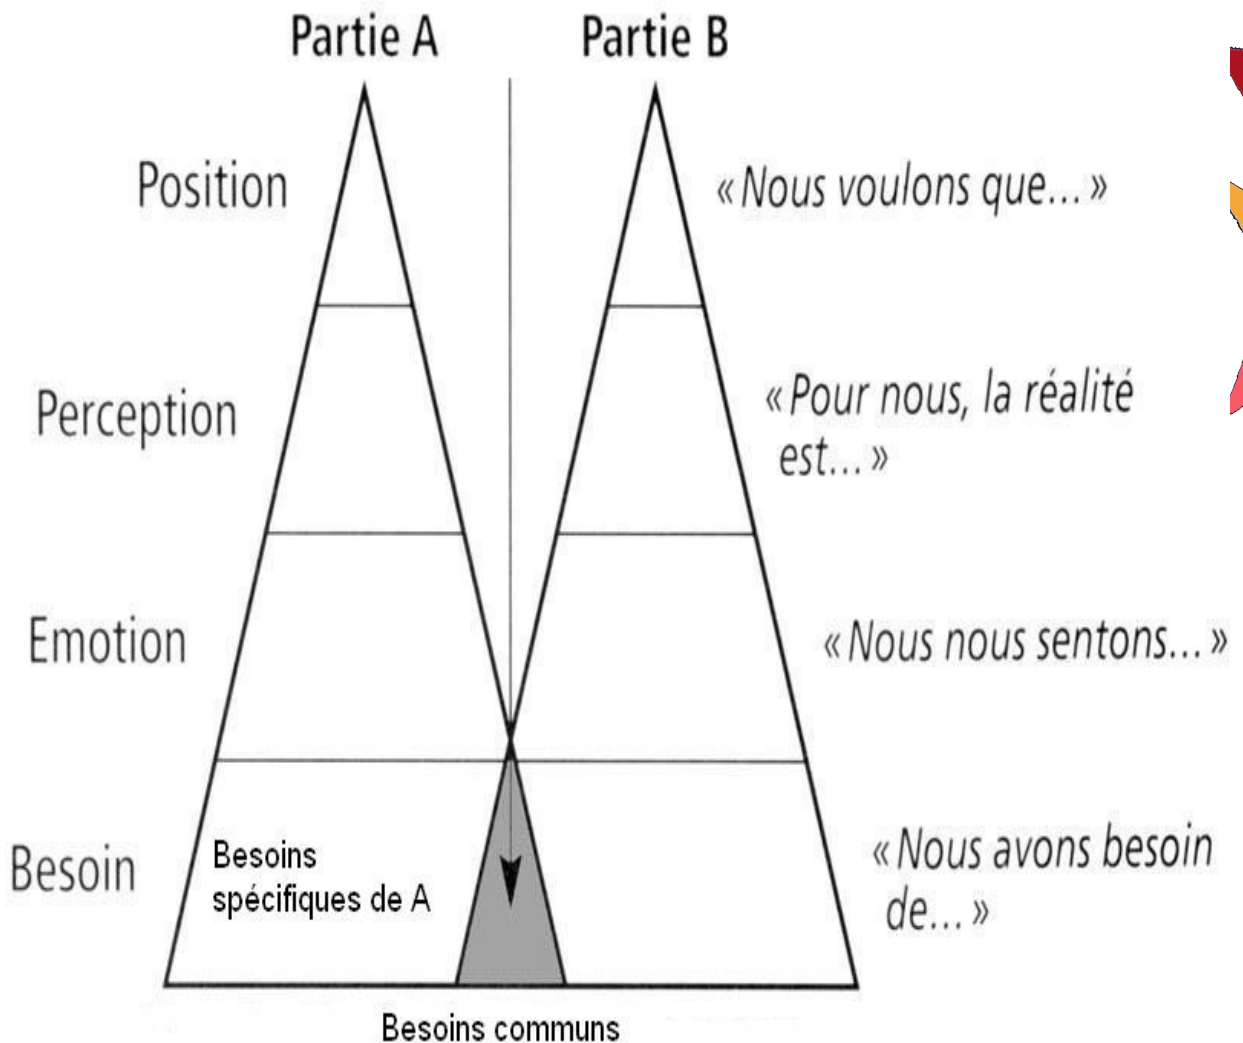 Partie A
Partie B
Position
« Nous voulons que... »
Perception
« Pour nous, la réalité
est... »
Emotion
« Nous nous sentons... »
Besoin
Besoins
spécifiques de A
« Nous avons besoin
de... »
Besoins communs